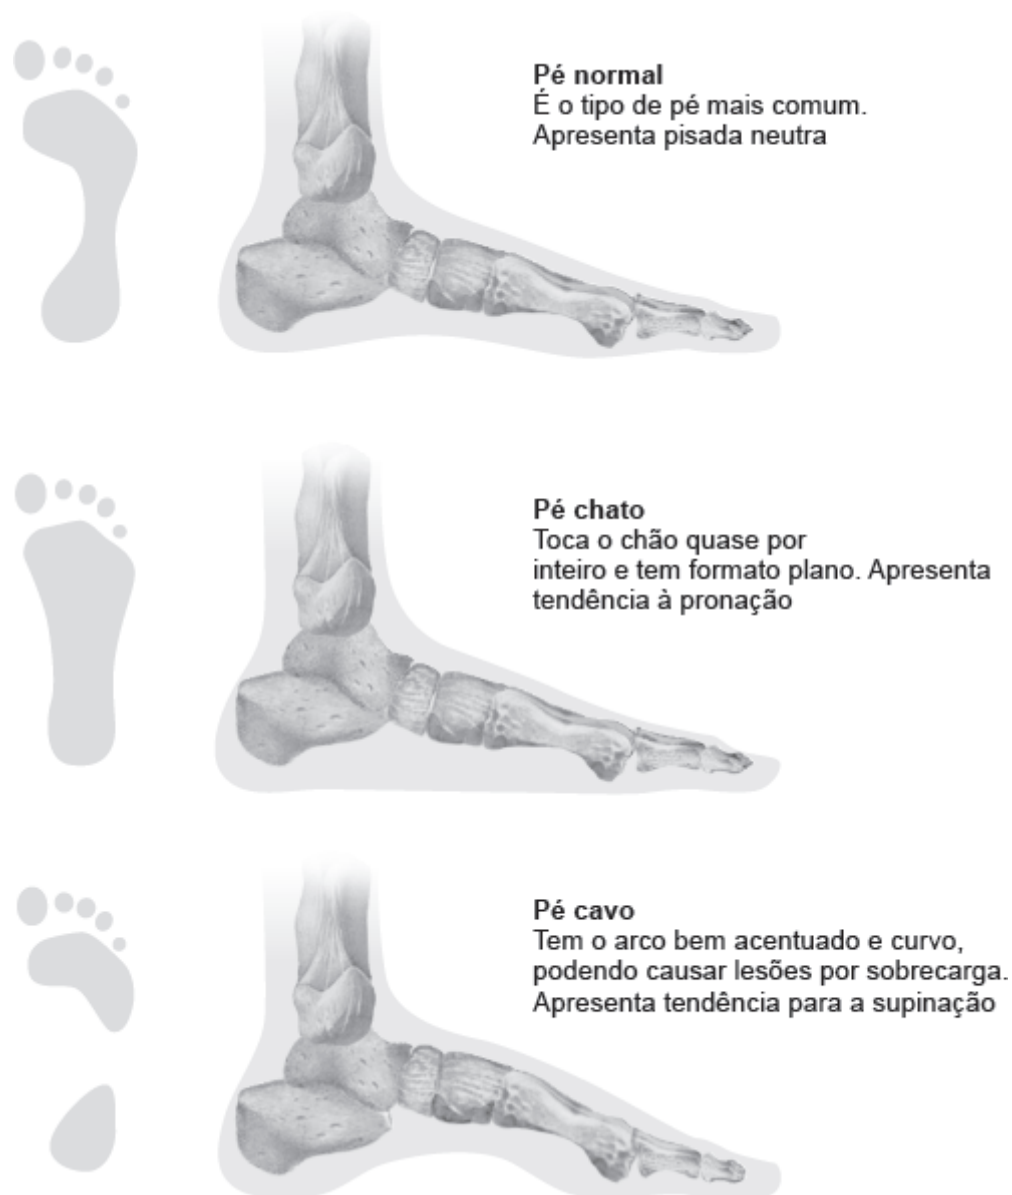 Pé normal
É o tipo de pé mais comum.
Apresenta pisada neutra
Pé chato
Toca o chão quase por
inteiro e tem formato plano. Apresenta
tendência à pronação
Pé cavo
Tem o arco bem acentuado e curvo,
podendo causar lesões por sobrecarga.
Apresenta tendência para a supinação